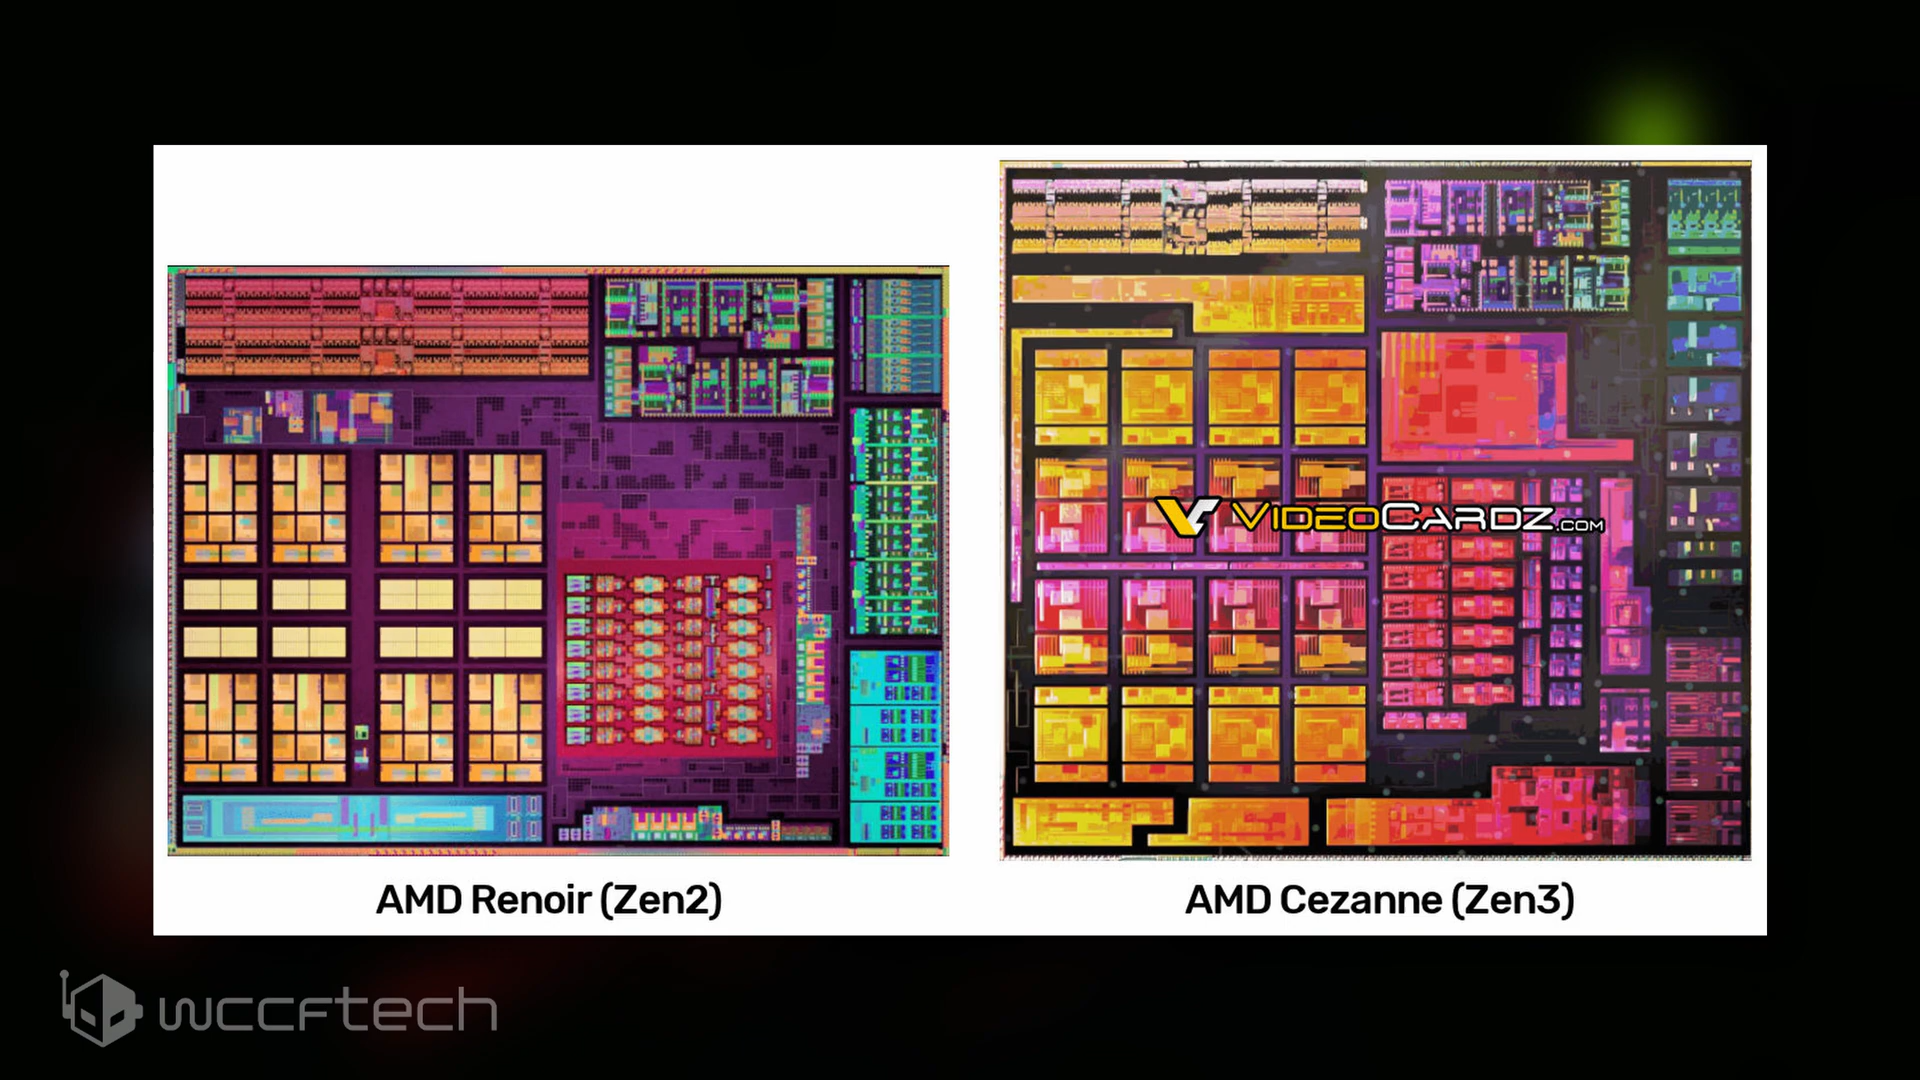 VIDEOCARDZ.COM
AMD Renoir (Zen2)
AMD Cezanne (Zen3)
wccftech